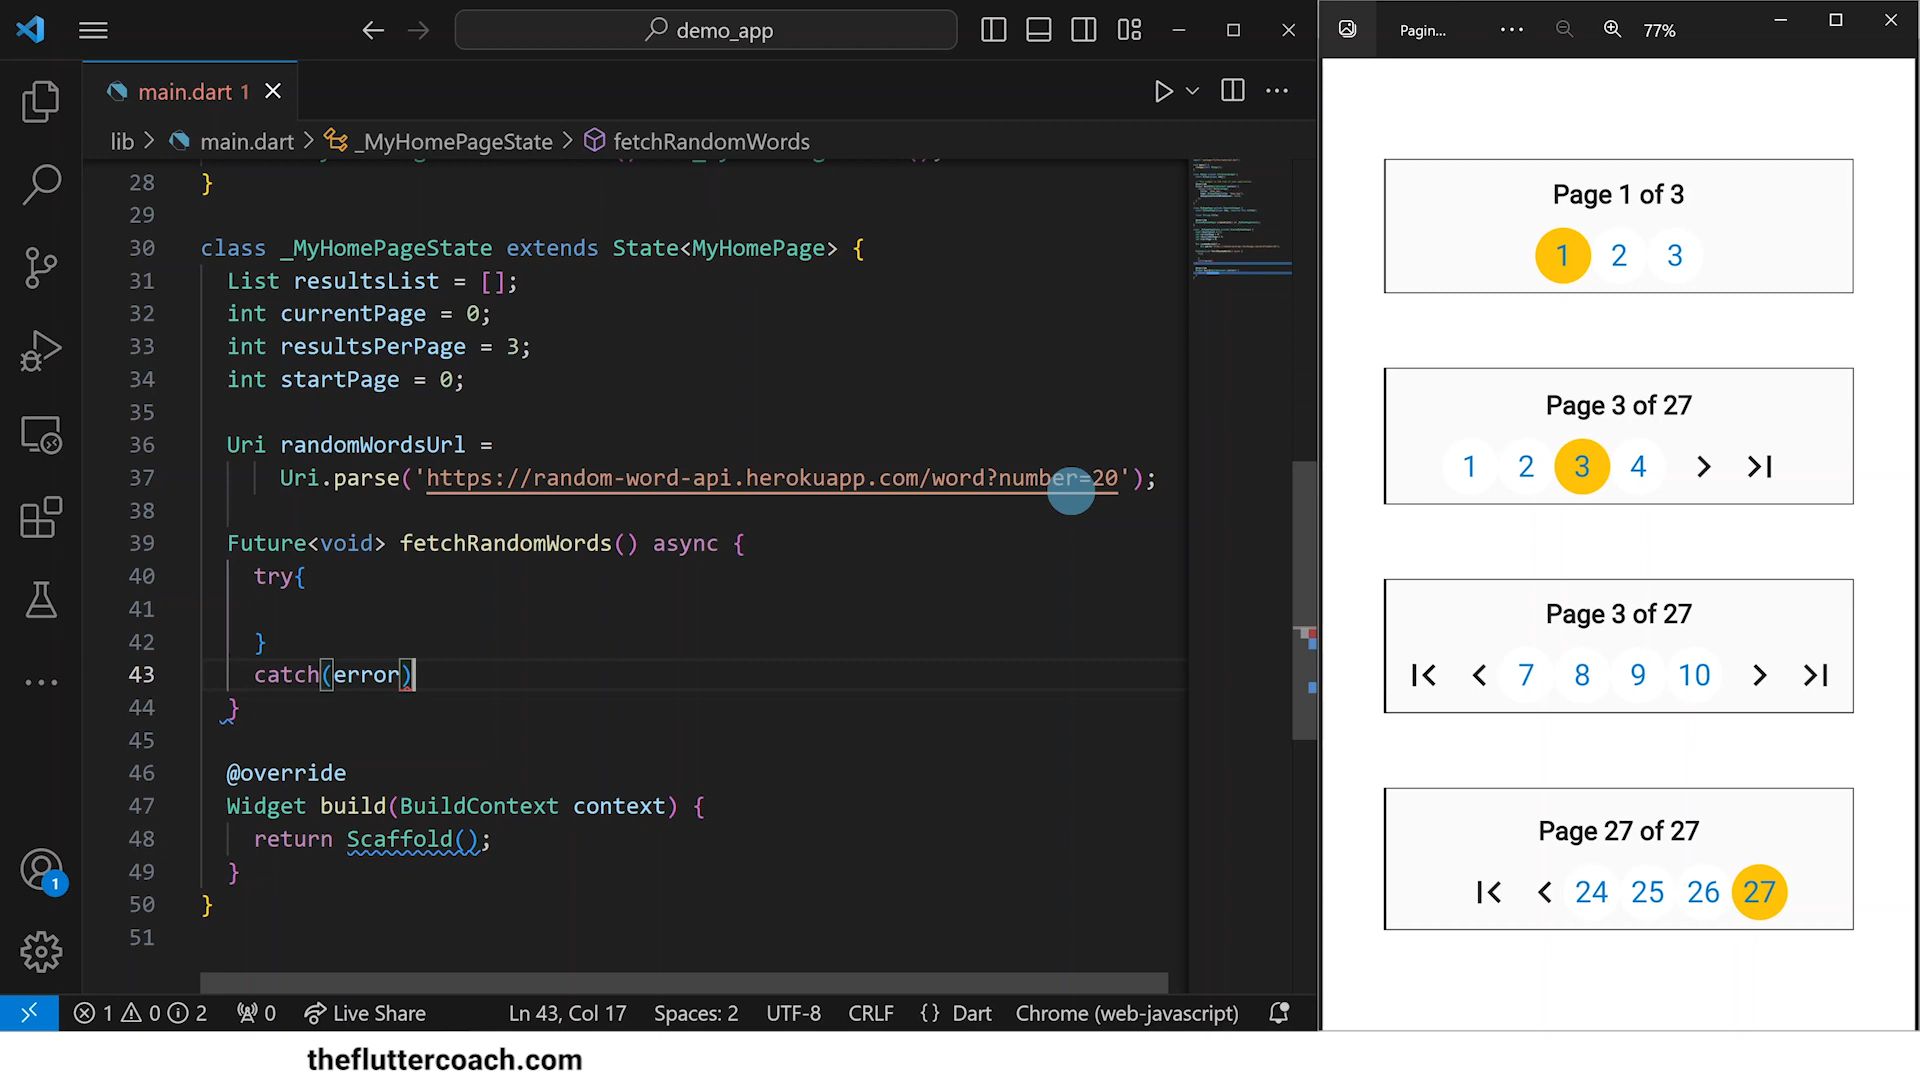 demo_app
main.dart 1
lib > main.dart > _MyHomePageState > fetchRandomWords
28 }
29
30 class _MyHomePageState extends State<MyHomePage> {
31 List resultsList = [];
32 int currentPage = 0;
33 int resultsPerPage = 3;
34 int startPage = 0;
35
36 Uri randomWordsUrl =
37 Uri.parse('https://random-word-api.herokuapp.com/word?number=20');
38
39 Future<void> fetchRandomWords() async {
40 try{
41
42 }
43 catch(error)
44 }
45
46 @override
47 Widget build(BuildContext context) {
48 return Scaffold();
49 }
50 }
51
1
1 0 2 0 Live Share Ln 43, Col 17 Spaces: 2 UTF-8 CRLF {} Dart Chrome (web-javascript)
Pagin... 77%
Page 1 of 3
1 2 3
Page 3 of 27
1 2 3 4 > >|
Page 3 of 27
|< < 7 8 9 10 > >|
Page 27 of 27
|< < 24 25 26 27
thefluttercoach.com